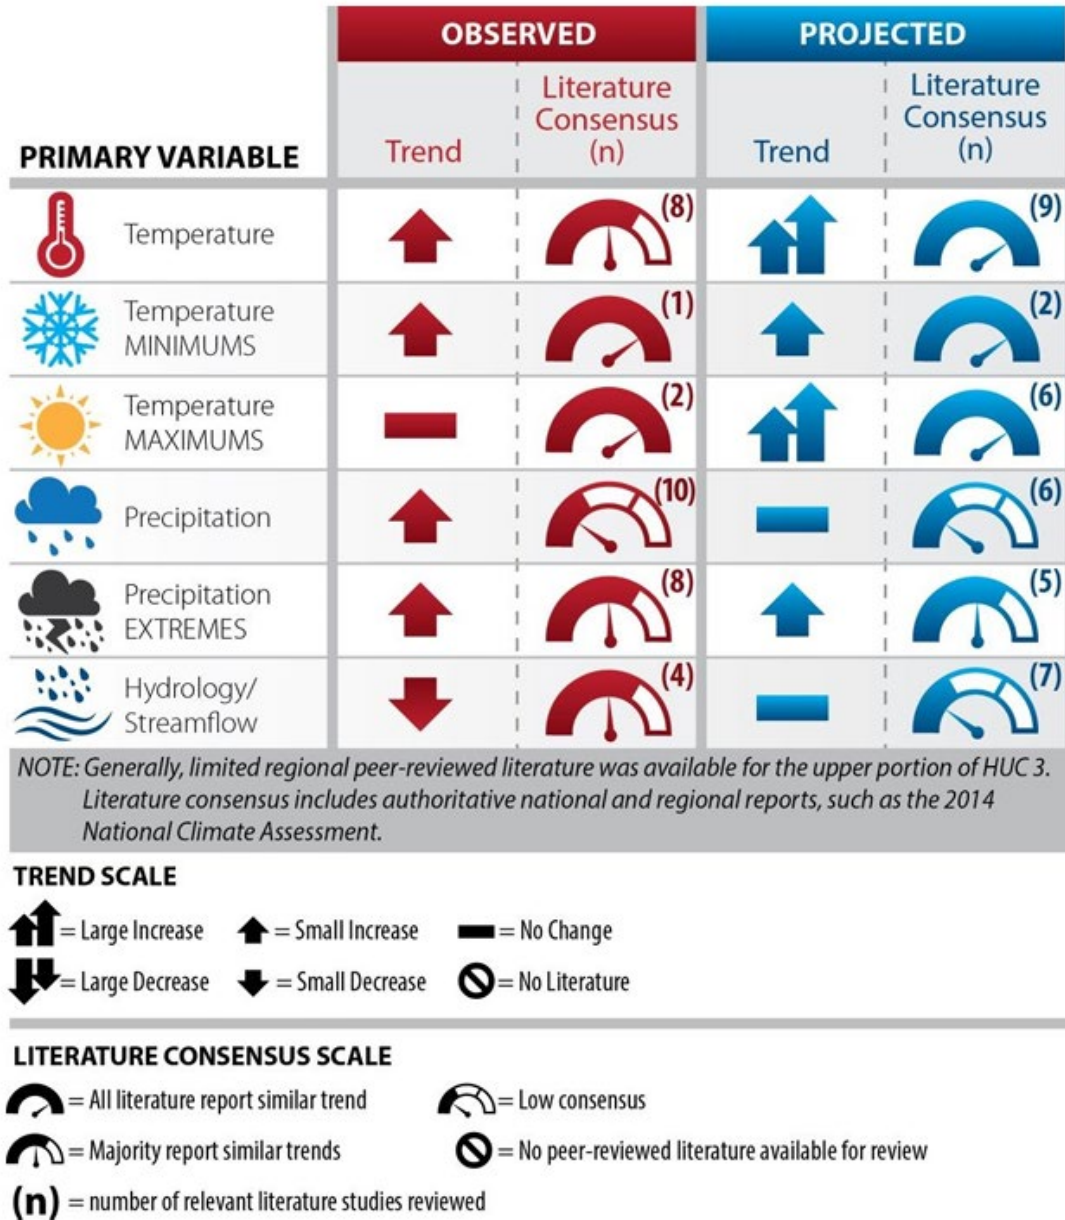 OBSERVED PROJECTED
PRIMARY VARIABLE Trend Literature Consensus (n) Trend Literature Consensus (n)
Temperature (8) (9)
Temperature MINIMUMS (1) (2)
Temperature MAXIMUMS (2) (6)
Precipitation (10) (6)
Precipitation EXTREMES (8) (5)
Hydrology/ Streamflow (4) (7)
NOTE: Generally, limited regional peer-reviewed literature was available for the upper portion of HUC 3.
Literature consensus includes authoritative national and regional reports, such as the 2014
National Climate Assessment.
TREND SCALE
= Large Increase = Small Increase = No Change
= Large Decrease = Small Decrease = No Literature
LITERATURE CONSENSUS SCALE
= All literature report similar trend = Low consensus
= Majority report similar trends = No peer-reviewed literature available for review
(n) = number of relevant literature studies reviewed